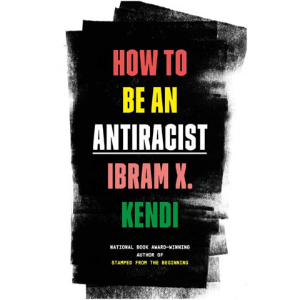 HOW TO
BE AN
ANTIRACIST
IBRAM X.
KENDI
NATIONAL BOOK AWARD–WINNING
AUTHOR OF
STAMPED FROM THE BEGINNING